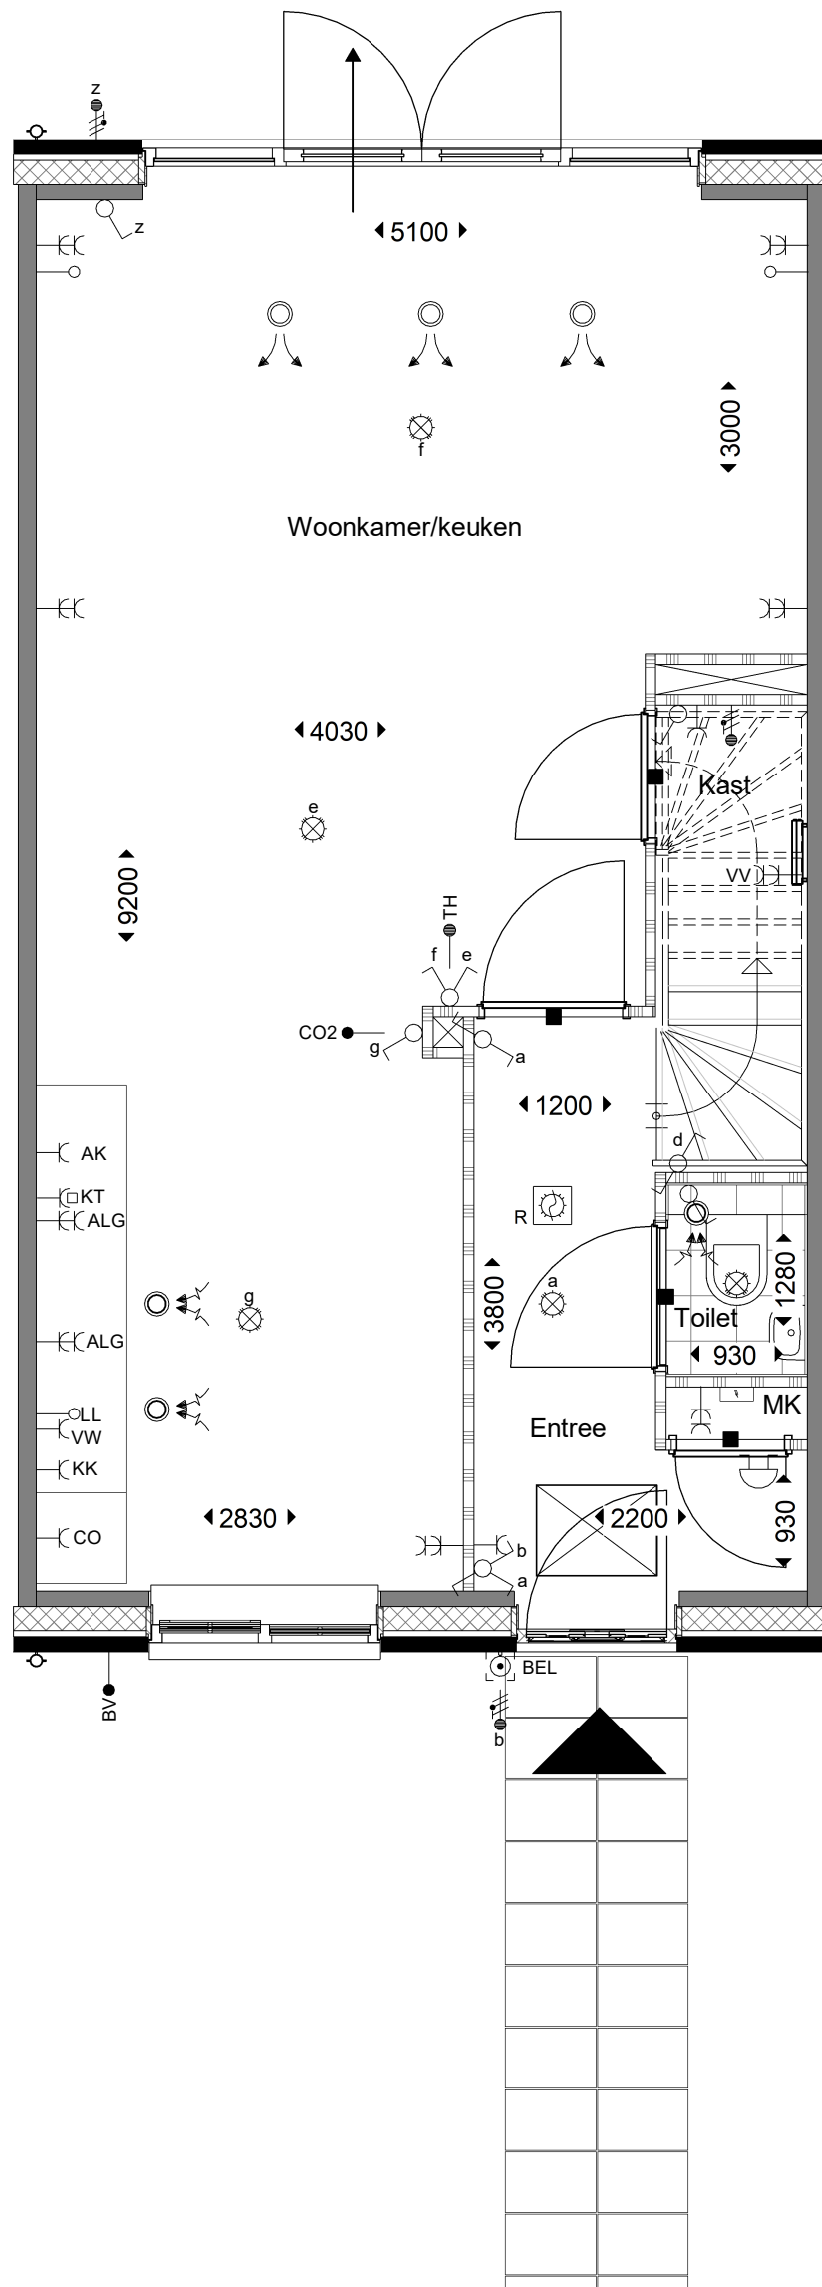 z
z
5100
3000
f
Woonkamer/keuken
4030
Kast
e
VV
9200
TH
f e
CO2
g
a
1200
d
AK
KT
ALG
R
1280
3800
g
a
Toilet
ALG
930
MK
LL
VW
Entree
KK
2830
2200
930
CO
b
a
BEL
BV
b